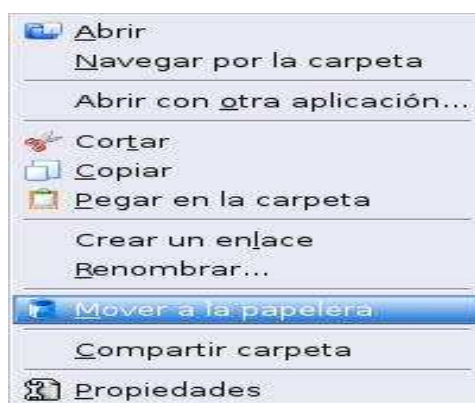 Abrir
Navegar por la carpeta
Abrir con otra aplicación...
Cortar
Copiar
Pegar en la carpeta
Crear un enlace
Renombrar...
Mover a la papelera
Compartir carpeta
Propiedades